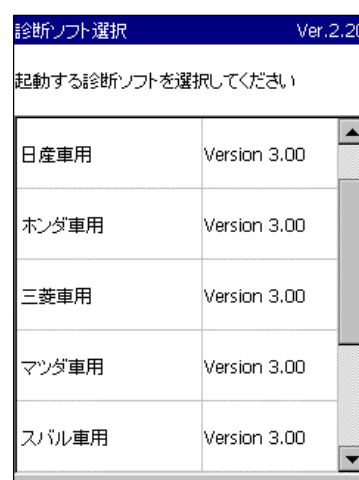 診断ソフト選択 Ver.2.20
起動する診断ソフトを選択してください
日産車用 Version 3.00
ホンダ車用 Version 3.00
三菱車用 Version 3.00
マツダ車用 Version 3.00
スバル車用 Version 3.00